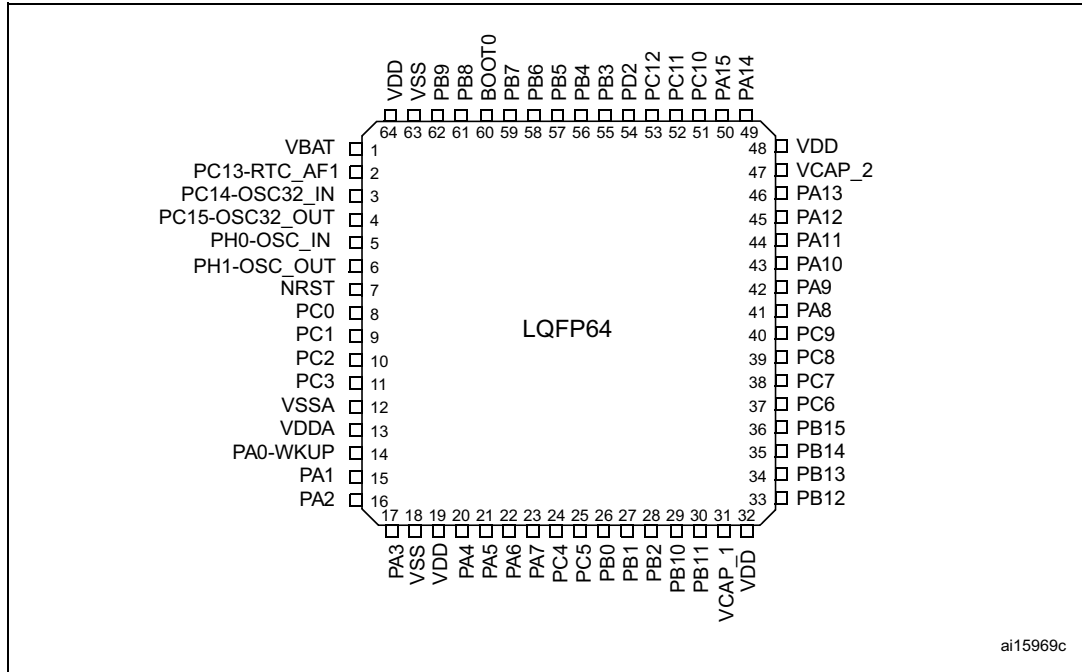 VDD
VSS
PB9
PB8
BOOT0
PB7
PB6
PB5
PB4
PB3
PD2
PC12
PC11
PC10
PA15
PA14
64 63 62 61 60 59 58 57 56 55 54 53 52 51 50 49
VBAT 1
PC13-RTC_AF1 2
PC14-OSC32_IN 3
PC15-OSC32_OUT 4
PH0-OSC_IN 5
PH1-OSC_OUT 6
NRST 7
PC0 8
PC1 9
PC2 10
PC3 11
VSSA 12
VDDA 13
PA0-WKUP 14
PA1 15
PA2 16
LQFP64
48 VDD
47 VCAP_2
46 PA13
45 PA12
44 PA11
43 PA10
42 PA9
41 PA8
40 PC9
39 PC8
38 PC7
37 PC6
36 PB15
35 PB14
34 PB13
33 PB12
17 18 19 20 21 22 23 24 25 26 27 28 29 30 31 32
PA3
VSS
VDD
PA4
PA5
PA6
PA7
PC4
PC5
PB0
PB1
PB2
PB10
PB11
VCAP_1
VDD
ai15969c